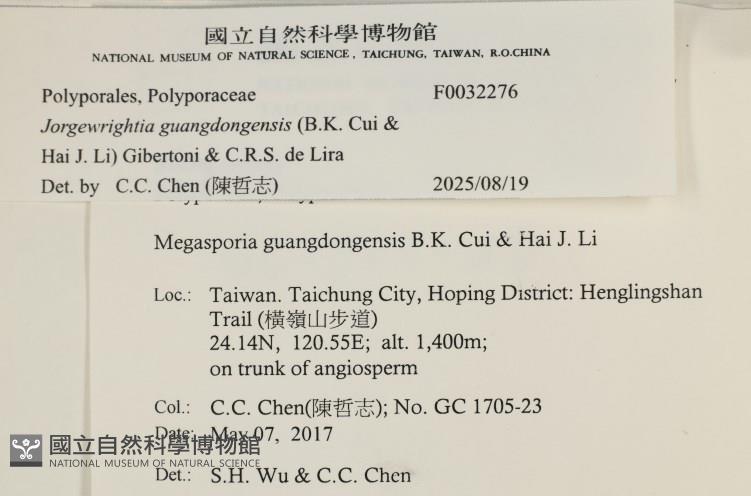 國立自然科學博物館
NATIONAL MUSEUM OF NATURAL SCIENCE, TAICHUNG, TAIWAN, R.O.CHINA
Polyporales, Polyporaceae F0032276
Jorgewrightia guangdongensis (B.K. Cui &
Hai J. Li) Gibertoni & C.R.S. de Lira
Det. by C.C. Chen (陳哲志) 2025/08/19
Megasporia guangdongensis B.K. Cui & Hai J. Li
Loc.: Taiwan. Taichung City, Hoping District: Henglingshan
Trail (橫嶺山步道)
24.14N, 120.55E; alt. 1,400m;
on trunk of angiosperm
Col.: C.C. Chen(陳哲志); No. GC 1705-23
Date: May 07, 2017
國立自然科學博物館
NATIONAL MUSEUM OF NATURAL SCIENCE
Det.: S.H. Wu & C.C. Chen